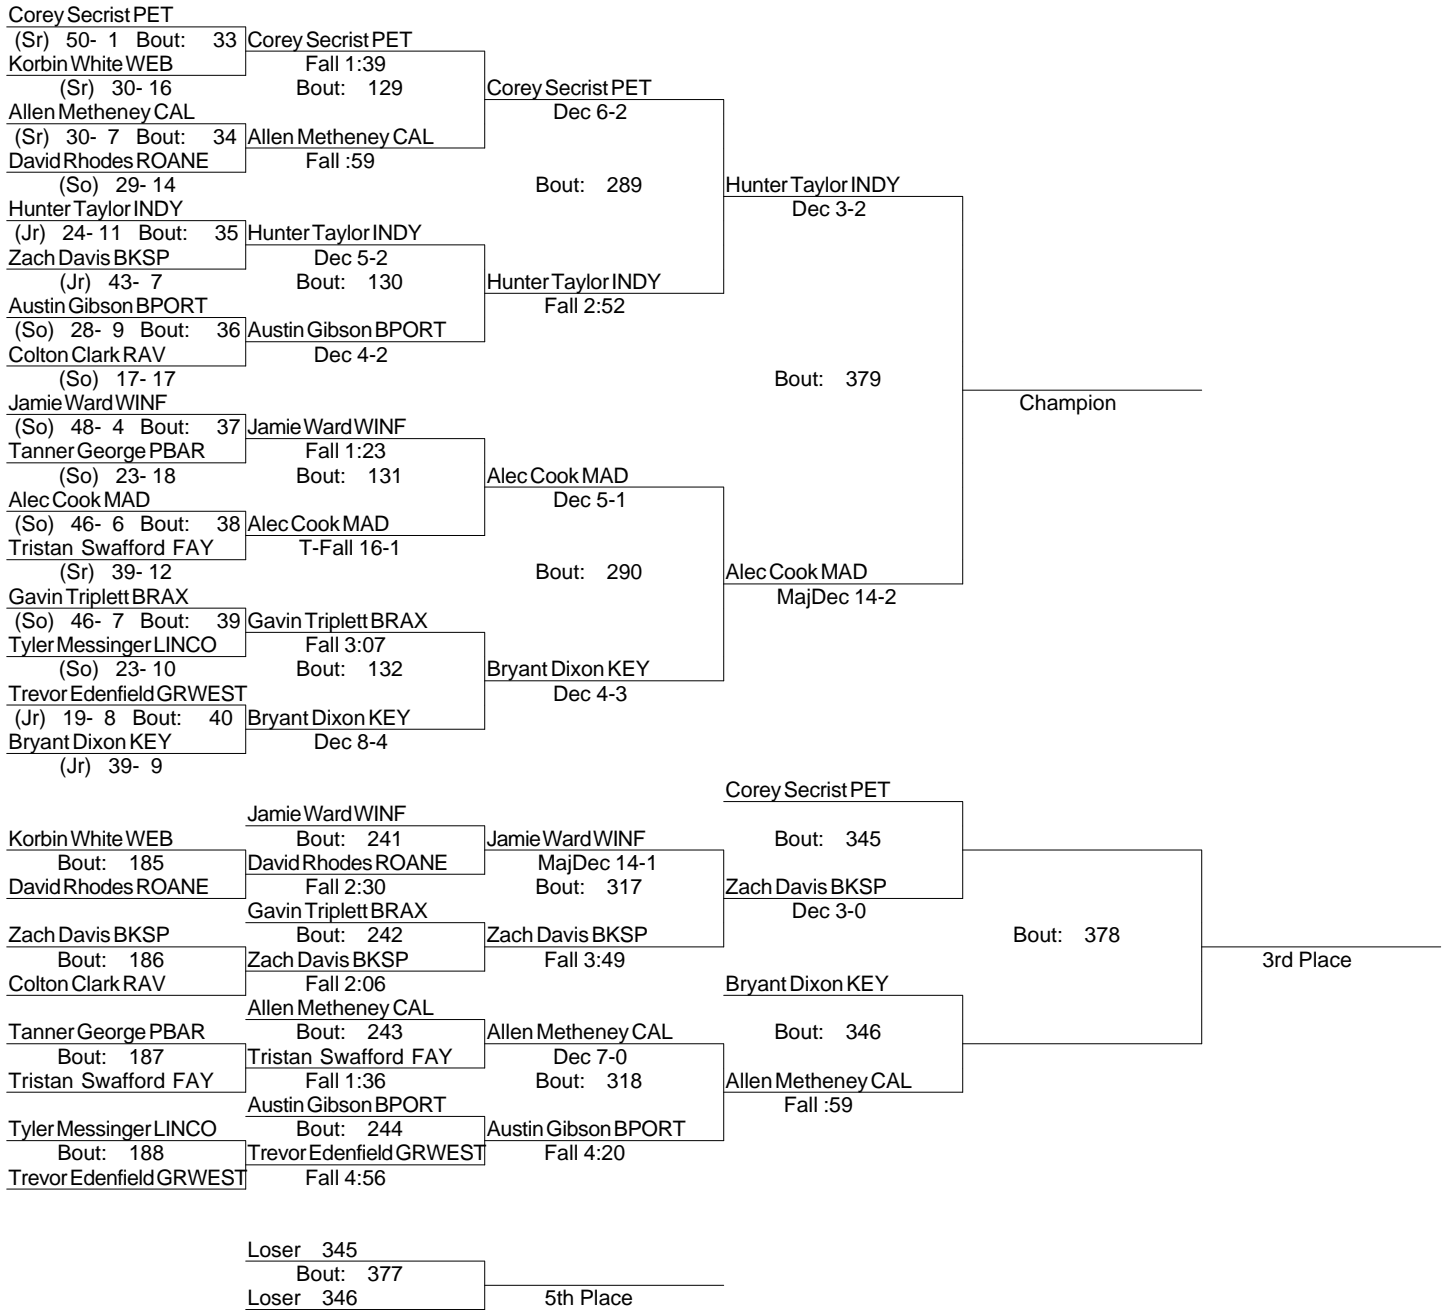 Corey Secrist PET
(Sr) 50- 1 Bout: 33 Corey Secrist PET
Korbin White WEB Fall 1:39
(Sr) 30- 16 Bout: 129 Corey Secrist PET
Allen Metheney CAL Dec 6-2
(Sr) 30- 7 Bout: 34 Allen Metheney CAL
David Rhodes ROANE Fall :59
(So) 29- 14 Bout: 289 Hunter Taylor INDY
Hunter Taylor INDY Dec 3-2
(Jr) 24- 11 Bout: 35 Hunter Taylor INDY
Zach Davis BKSP Dec 5-2
(Jr) 43- 7 Bout: 130 Hunter Taylor INDY
Austin Gibson BPORT Fall 2:52
(So) 28- 9 Bout: 36 Austin Gibson BPORT
Colton Clark RAV Dec 4-2
(So) 17- 17 Bout: 379
Jamie Ward WINF Champion
(So) 48- 4 Bout: 37 Jamie Ward WINF
Tanner George PBAR Fall 1:23
(So) 23- 18 Bout: 131 Alec Cook MAD
Alec Cook MAD Dec 5-1
(So) 46- 6 Bout: 38 Alec Cook MAD
Tristan Swafford FAY T-Fall 16-1
(Sr) 39- 12 Bout: 290 Alec Cook MAD
Gavin Triplett BRAX MajDec 14-2
(So) 46- 7 Bout: 39 Gavin Triplett BRAX
Tyler Messinger LINCO Fall 3:07
(So) 23- 10 Bout: 132 Bryant Dixon KEY
Trevor Edenfield GRWEST Dec 4-3
(Jr) 19- 8 Bout: 40 Bryant Dixon KEY
Bryant Dixon KEY Dec 8-4
(Jr) 39- 9
Corey Secrist PET
Jamie Ward WINF
Korbin White WEB Bout: 241 Jamie Ward WINF Bout: 345
Bout: 185 David Rhodes ROANE MajDec 14-1
David Rhodes ROANE Fall 2:30 Bout: 317 Zach Davis BKSP
Gavin Triplett BRAX Dec 3-0
Zach Davis BKSP Bout: 242 Zach Davis BKSP Bout: 378
Bout: 186 Zach Davis BKSP Fall 3:49 3rd Place
Colton Clark RAV Fall 2:06 Bryant Dixon KEY
Allen Metheney CAL
Tanner George PBAR Bout: 243 Allen Metheney CAL Bout: 346
Bout: 187 Tristan Swafford FAY Dec 7-0
Tristan Swafford FAY Fall 1:36 Bout: 318 Allen Metheney CAL
Austin Gibson BPORT Fall :59
Tyler Messinger LINCO Bout: 244 Austin Gibson BPORT
Bout: 188 Trevor Edenfield GRWEST Fall 4:20
Trevor Edenfield GRWEST Fall 4:56
Loser 345
Bout: 377
Loser 346 5th Place